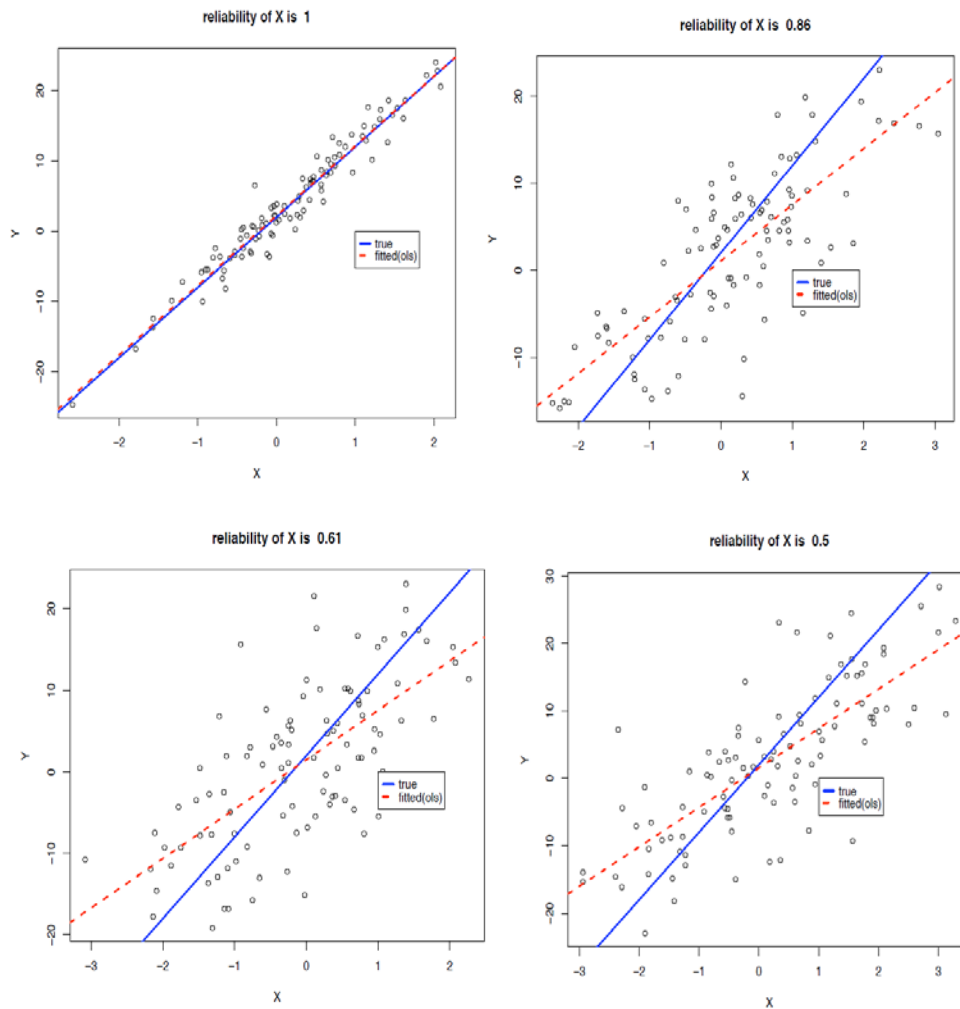 reliability of X is 1
Y
20
10
0
-10
-20
true
fitted(ols)
-2
-1
0
1
2
X
reliability of X is 0.86
Y
20
10
0
-10
true
fitted(ols)
-2
-1
0
1
2
3
X
reliability of X is 0.61
Y
20
10
0
-10
-20
true
fitted(ols)
-3
-2
-1
0
1
2
X
reliability of X is 0.5
Y
30
20
10
0
-10
-20
true
fitted(ols)
-3
-2
-1
0
1
2
3
X